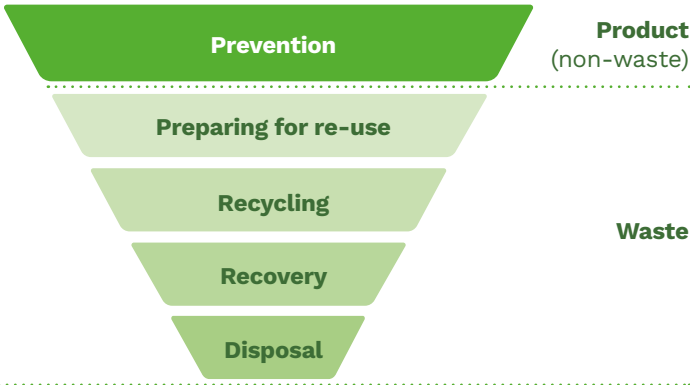 Prevention
Product
(non-waste)
Preparing for re-use
Recycling
Waste
Recovery
Disposal